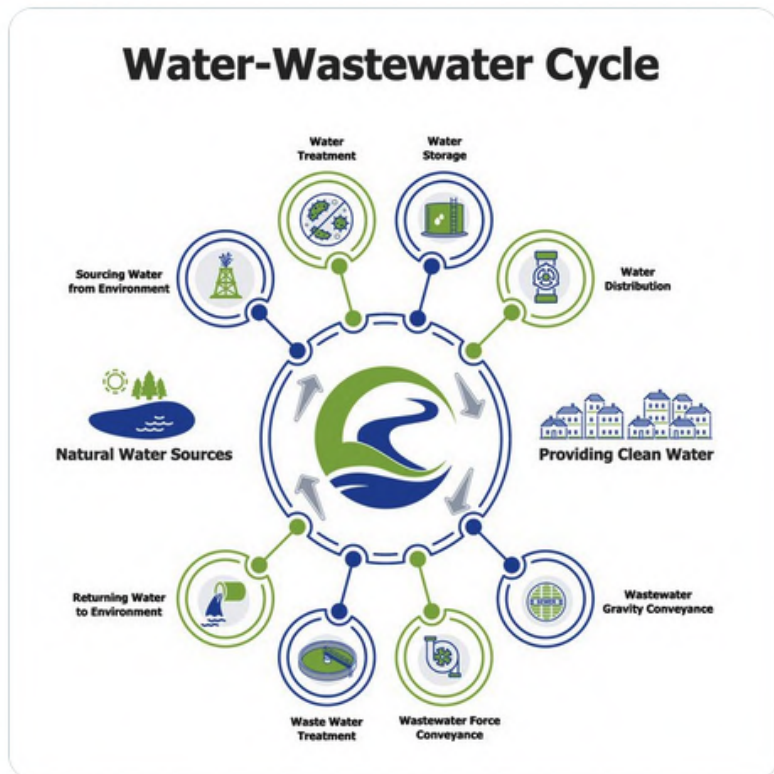 Water-Wastewater Cycle
Water
Treatment
Water
Storage
Sourcing Water
from Environment
Water
Distribution
Natural Water Sources
Providing Clean Water
Returning Water
to Environment
SEWER
Wastewater
Gravity Conveyance
Waste Water
Treatment
Wastewater Force
Conveyance